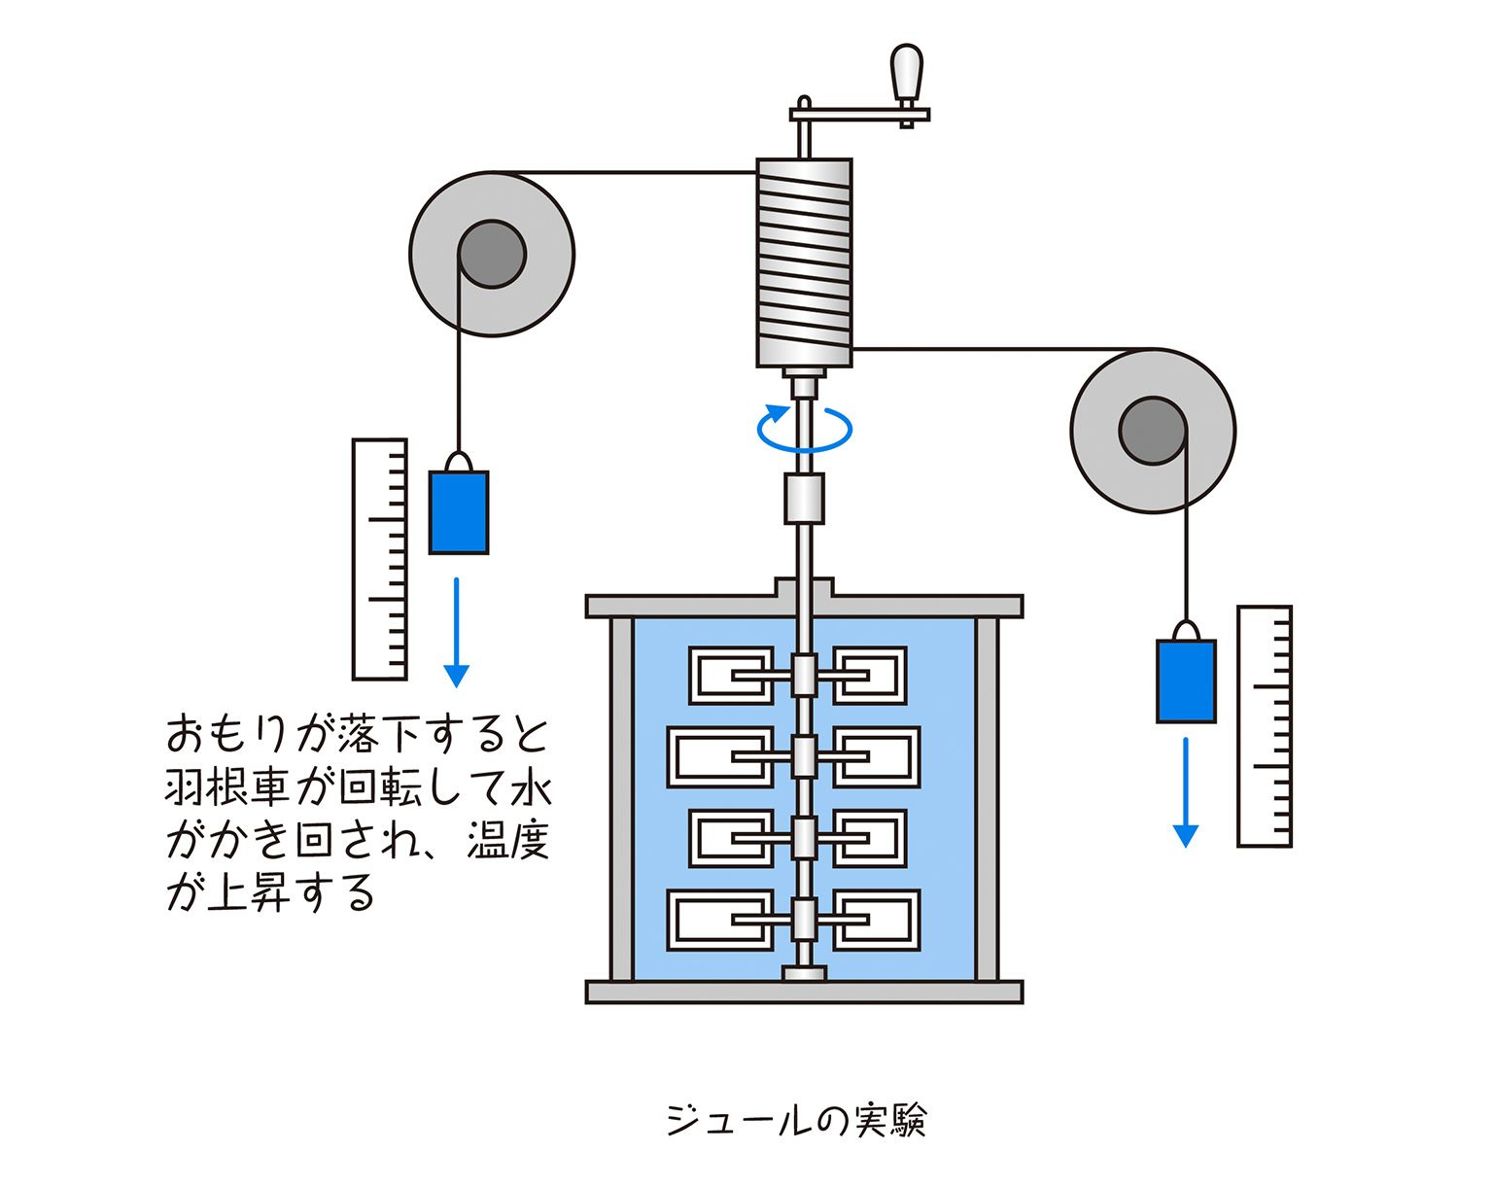 おもりが落下すると
羽根車が回転して水
がかき回され、温度
が上昇する
ジュールの実験